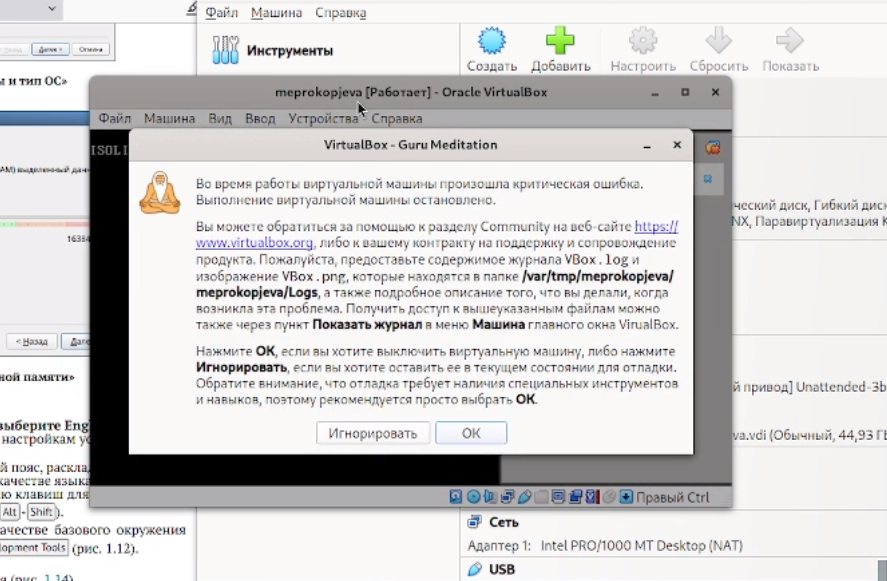 Файл Машина Справка
Далее > Отмена
Инструменты
Создать Добавить Настроить Сбросить Показать
ы и тип ОС»
meprokopjeva [Работает] - Oracle VirtualBox
Файл Машина Вид Ввод Устройства Справка
ISOLI
VirtualBox - Guru Meditation
Во время работы виртуальной машины произошла критическая ошибка.
Выполнение виртуальной машины остановлено.
Вы можете обратиться за помощью к разделу Community на веб-сайте https://
www.virtualbox.org, либо к вашему контракту на поддержку и сопровождение
продукта. Пожалуйста, предоставьте содержимое журнала VBox.log и
изображение VBox.png, которые находятся в папке /var/tmp/meprokopjeva/
meprokopjeva/Logs, а также подробное описание того, что вы делали, когда
возникла эта проблема. Получить доступ к вышеуказанным файлам можно
также через пункт Показать журнал в меню Машина главного окна VirualBox.
Нажмите OK, если вы хотите выключить виртуальную машину, либо нажмите
Игнорировать, если вы хотите оставить ее в текущем состоянии для отладки.
Обратите внимание, что отладка требует наличия специальных инструментов
и навыков, поэтому рекомендуется просто выбрать OK.
Игнорировать OK
AM) выделенный дан
16384
< Назад Дале
ной памяти»
ческий диск, Гибкий диск
NX, Паравиртуализация K
й привод] Unattended-3b
va.vdi (Обычный, 44,93 ГБ
выберите Engl
настройкам ус
й пояс, расклад
качестве языка
ю клавиш для
Alt - Shift ).
ачестве базового окружения
lopment Tools (рис. 1.12).
я (рис. 1.14)
Правый Ctrl
Сеть
Адаптер 1: Intel PRO/1000 MT Desktop (NAT)
USB